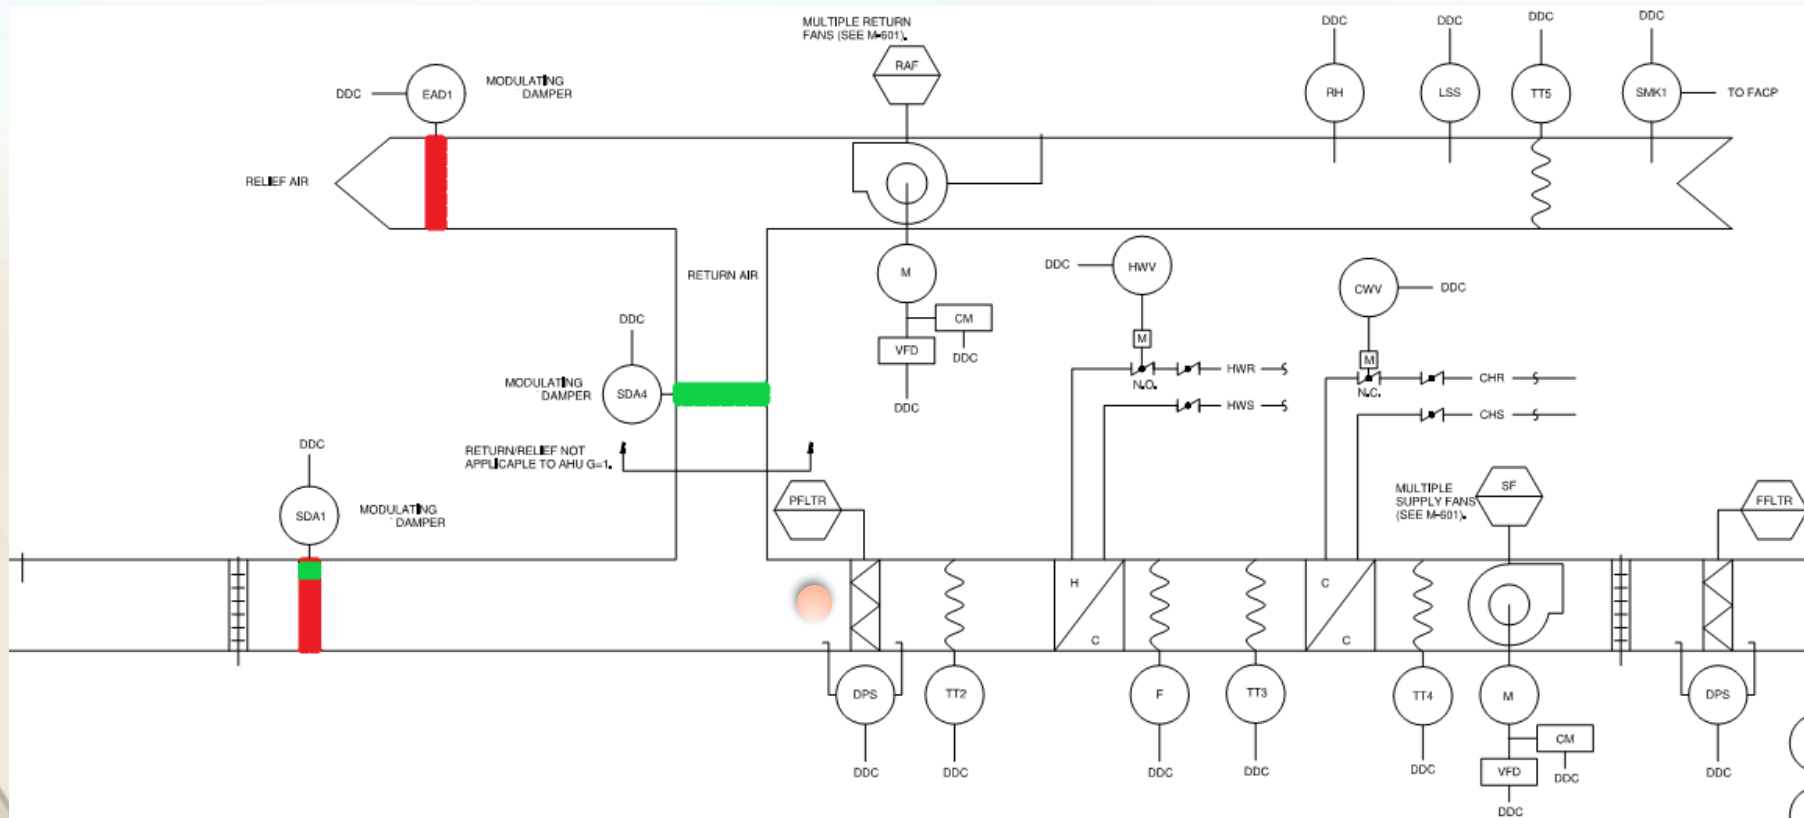 MULTIPLE RETURN
FANS (SEE M-601).
RAF
DDC
DDC
DDC
DDC
DDC
EAD1
MODULATING
DAMPER
RH
LSS
TT5
SMK1
TO FACP
RELIEF AIR
RETURN AIR
M
CM
VFD
DDC
DDC
DDC
HWV
CWV
DDC
M
N.O.
HWR
HWS
M
N.C.
CHR
CHS
DDC
MODULATING
DAMPER
SDA4
RETURN/RELIEF NOT
APPLICAPLE TO AHU G=1.
DDC
SDA1
MODULATING
DAMPER
PFLTR
MULTIPLE
SUPPLY FANS
(SEE M-601).
SF
FFLTR
H
C
C
C
DPS
TT2
F
TT3
TT4
M
DPS
CM
VFD
DDC
DDC
DDC
DDC
DDC
DDC
DDC
DDC